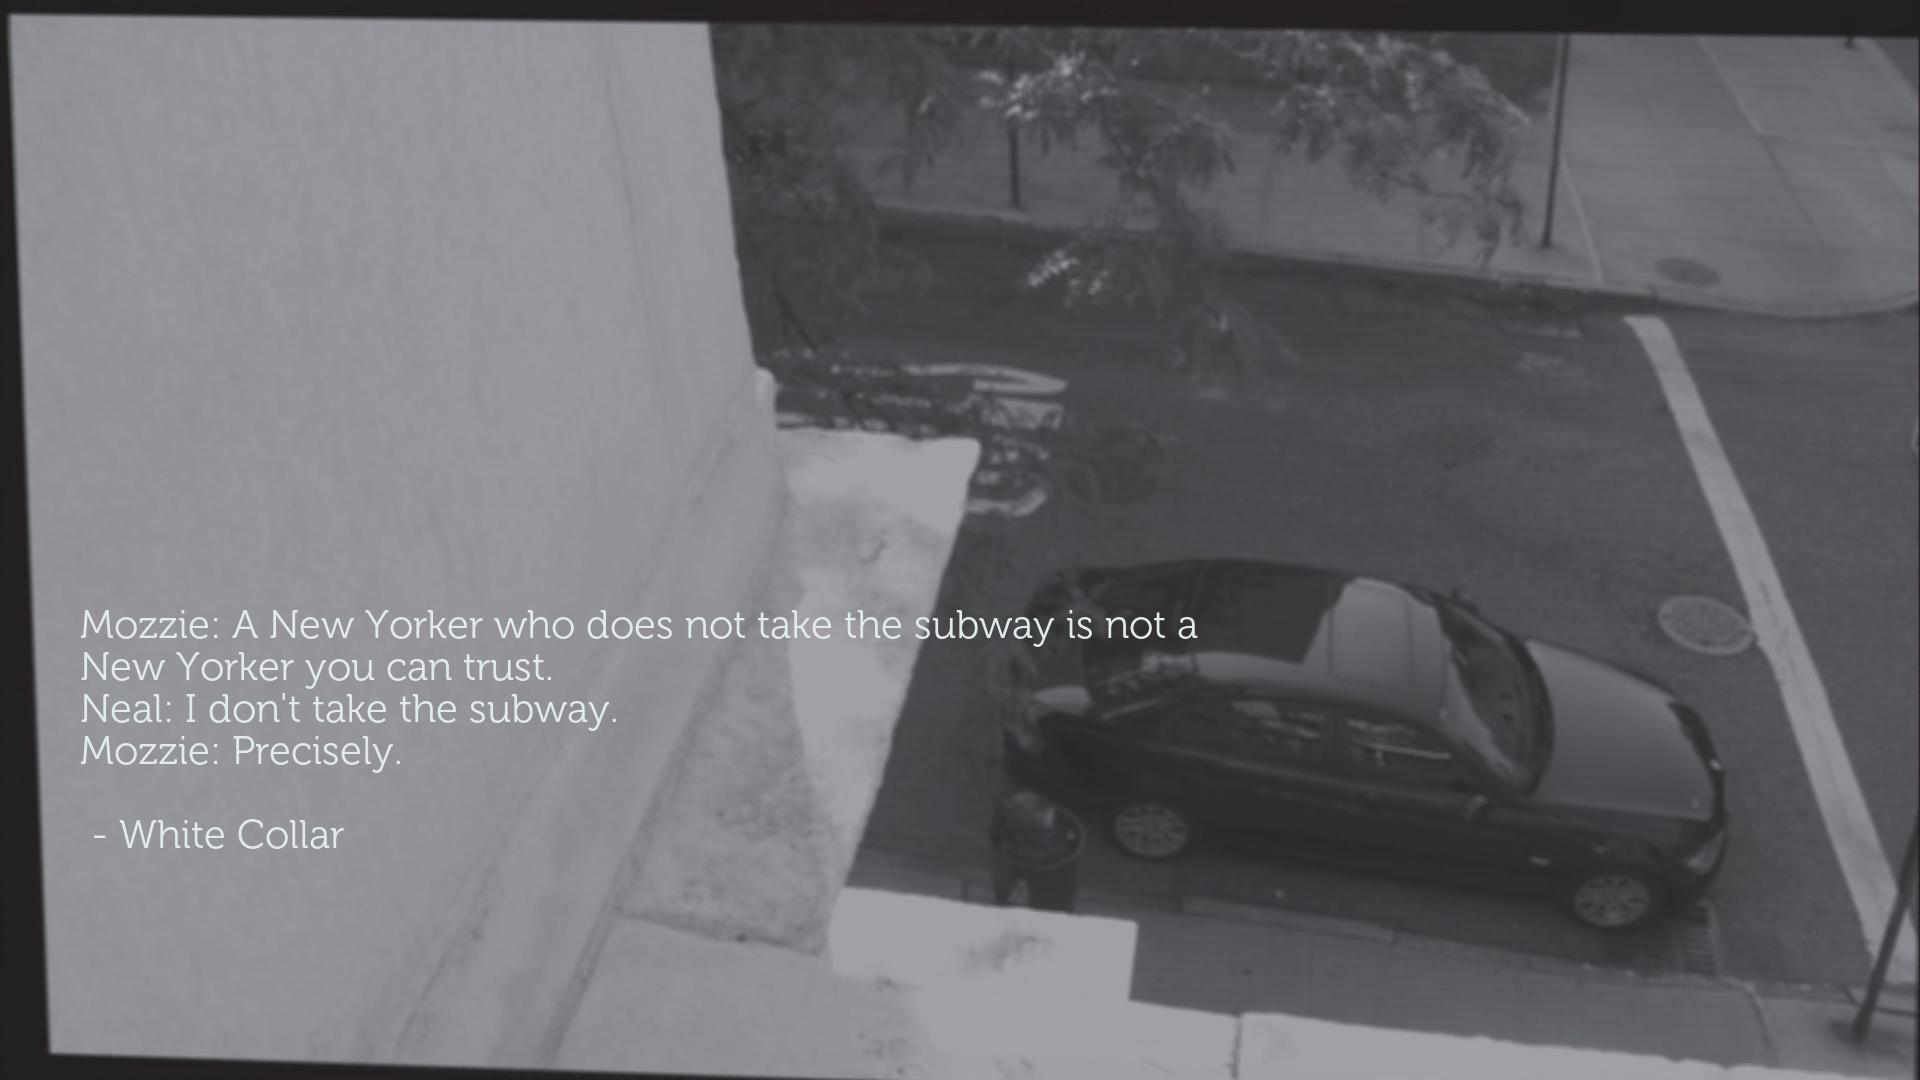 Mozzie: A New Yorker who does not take the subway is not a
New Yorker you can trust.
Neal: I don't take the subway.
Mozzie: Precisely.
- White Collar